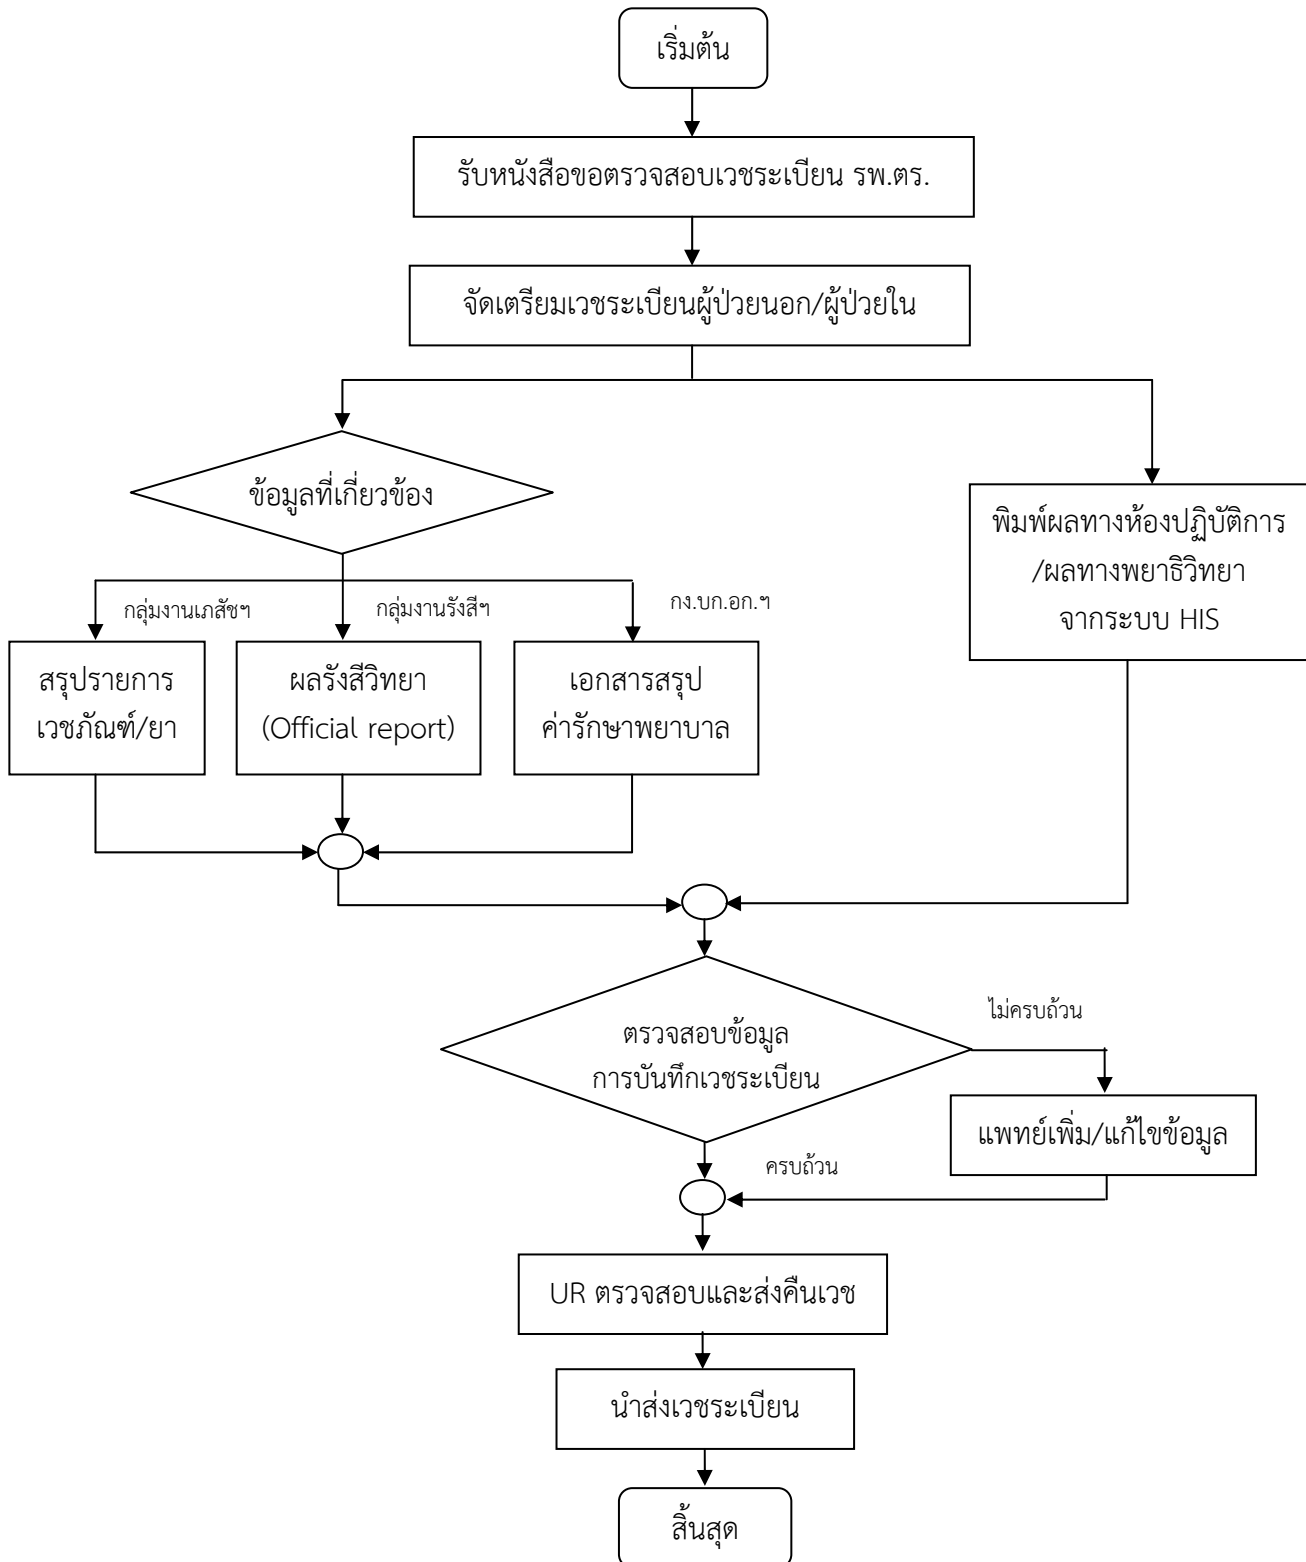 เริ่มต้น
รับหนังสือขอตรวจสอบเวชระเบียน รพ.ตร.
จัดเตรียมเวชระเบียนผู้ป่วยนอก/ผู้ป่วยใน
ข้อมูลที่เกี่ยวข้อง
พิมพ์ผลทางห้องปฏิบัติการ
/ผลทางพยาธิวิทยา
จากระบบ HIS
กลุ่มงานเภสัชฯ
กลุ่มงานรังสีฯ
กง.บก.อก.ฯ
สรุปรายการ
เวชภัณฑ์/ยา
ผลรังสีวิทยา
(Official report)
เอกสารสรุป
ค่ารักษาพยาบาล
ตรวจสอบข้อมูล
การบันทึกเวชระเบียน
ไม่ครบถ้วน
แพทย์เพิ่ม/แก้ไขข้อมูล
ครบถ้วน
UR ตรวจสอบและส่งคืนเวช
นำส่งเวชระเบียน
สิ้นสุด